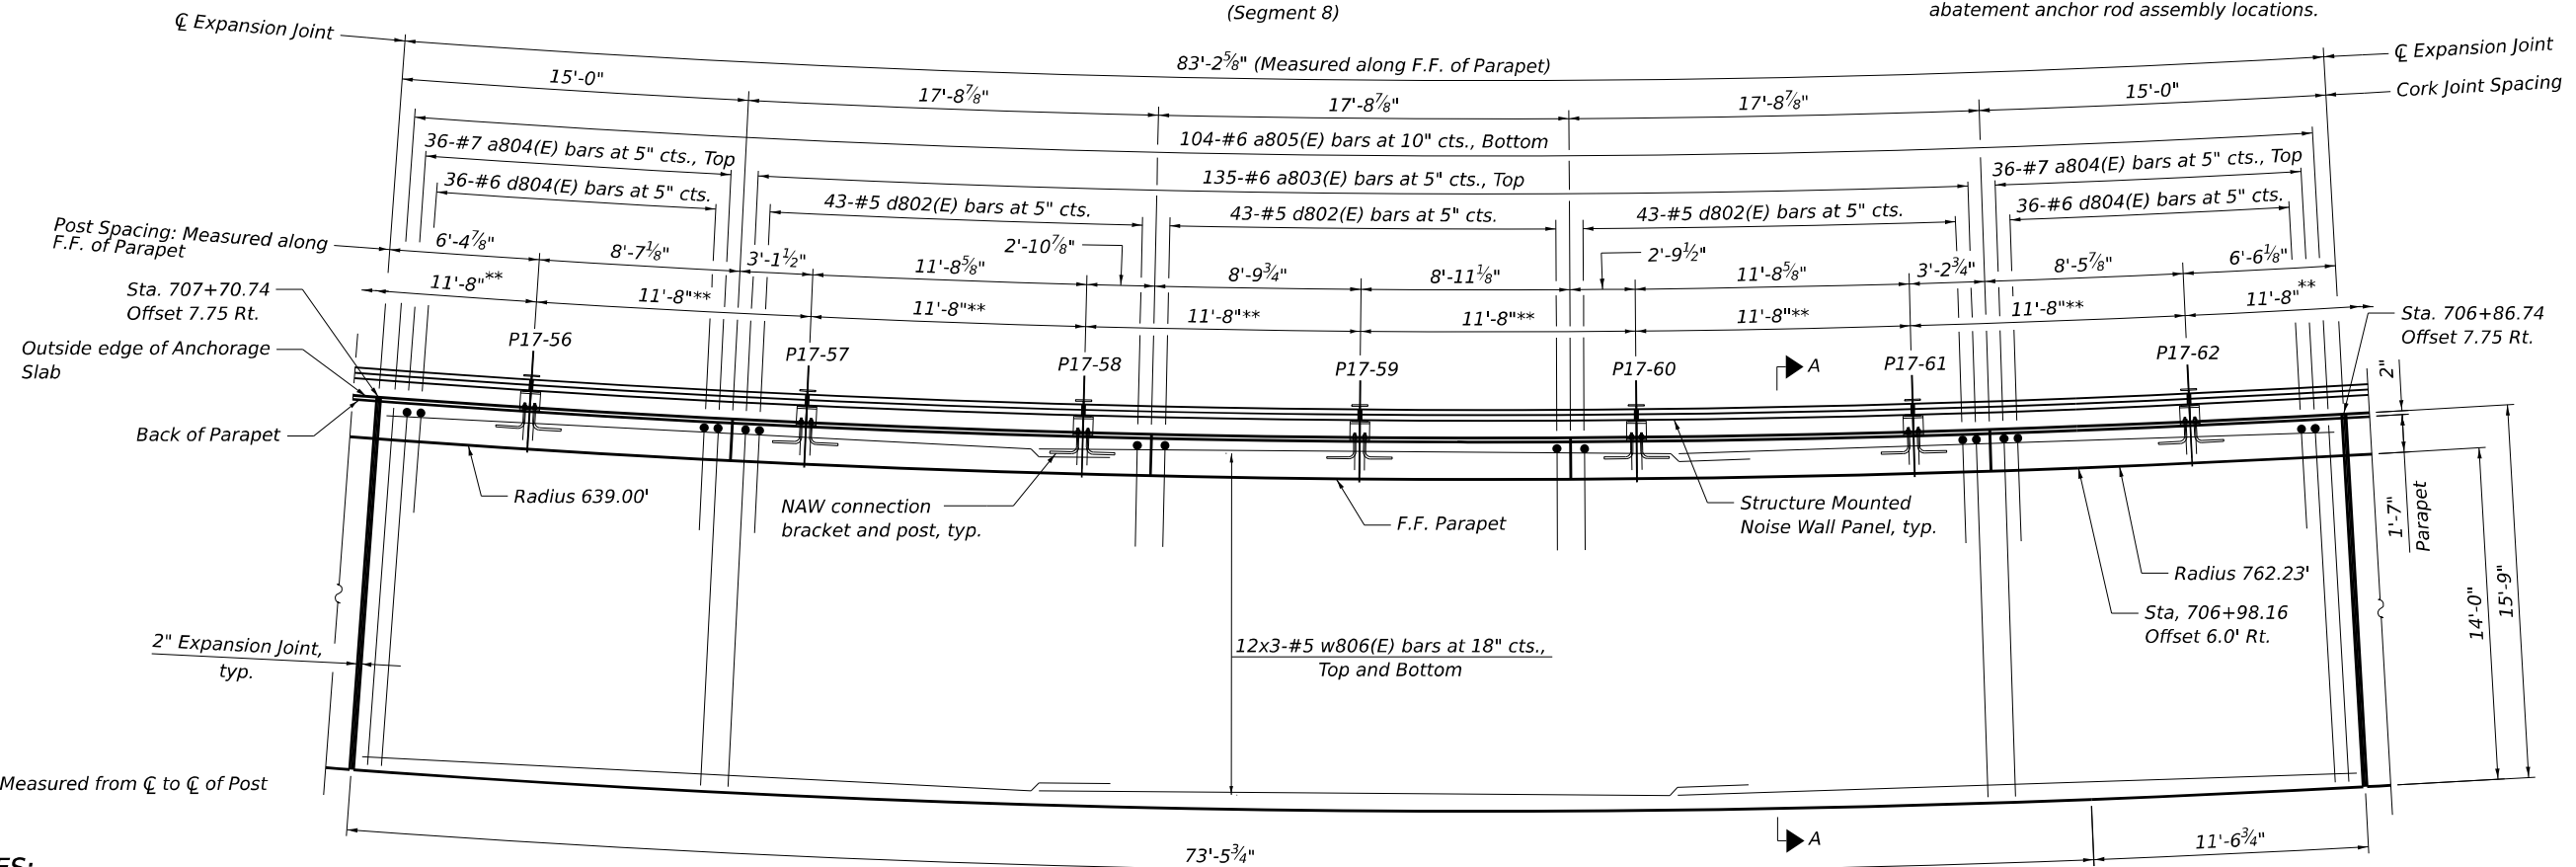 (Segment 8)
abatement anchor rod assembly locations.
℄ Expansion Joint
℄ Expansion Joint
83'-2⅝" (Measured along F.F. of Parapet)
15'-0"
17'-8⅞"
17'-8⅞"
17'-8⅞"
15'-0"
Cork Joint Spacing
104-#6 a805(E) bars at 10" cts., Bottom
36-#7 a804(E) bars at 5" cts., Top
135-#6 a803(E) bars at 5" cts., Top
36-#7 a804(E) bars at 5" cts., Top
36-#6 d804(E) bars at 5" cts.
43-#5 d802(E) bars at 5" cts.
43-#5 d802(E) bars at 5" cts.
43-#5 d802(E) bars at 5" cts.
36-#6 d804(E) bars at 5" cts.
Post Spacing: Measured along
F.F. of Parapet
6'-4⅞"
8'-7⅛"
3'-1½"
11'-8⅝"
2'-10⅞"
8'-9¾"
8'-11⅛"
2'-9½"
11'-8⅝"
3'-2¾"
8'-5⅞"
6'-6⅛"
11'-8"**
11'-8"**
11'-8"**
11'-8"**
11'-8"**
11'-8"**
11'-8"**
11'-8"**
Sta. 707+70.74
Offset 7.75 Rt.
Sta. 706+86.74
Offset 7.75 Rt.
Outside edge of Anchorage
Slab
P17-56
P17-57
P17-58
P17-59
P17-60
P17-61
P17-62
A
2"
Back of Parapet
Radius 639.00'
NAW connection
bracket and post, typ.
F.F. Parapet
Structure Mounted
Noise Wall Panel, typ.
1'-7"
Parapet
Radius 762.23'
Sta, 706+98.16
Offset 6.0' Rt.
14'-0"
15'-9"
2" Expansion Joint,
typ.
12x3-#5 w806(E) bars at 18" cts.,
Top and Bottom
Measured from ℄ to ℄ of Post
A
73'-5¾"
11'-6¾"